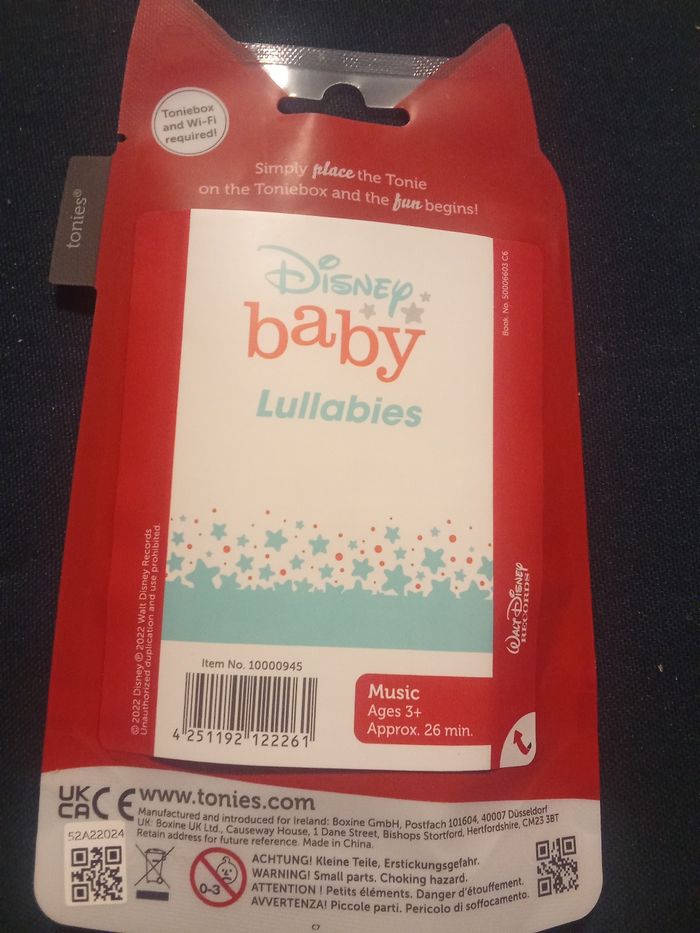 Toniebox
and Wi-Fi
required!
tonies®
Simply place the Tonie
on the Toniebox and the fun begins!
Book. No. 50006603 C6
Disney
baby
Lullabies
© 2022 Disney ℗ 2022 Walt Disney Records
Unauthorized duplication and use prohibited.
WALT DISNEY
RECORDS
Item No. 10000945
4 251192 122261
Music
Ages 3+
Approx. 26 min.
UK
CA CE www.tonies.com
Manufactured and introduced for Ireland: Boxine GmbH, Postfach 101604, 40007 Düsseldorf
UK: Boxine UK Ltd., Causeway House, 1 Dane Street, Bishops Stortford, Hertfordshire, CM23 3BT
Retain address for future reference. Made in China.
52A22024
0-3
ACHTUNG! Kleine Teile, Erstickungsgefahr.
WARNING! Small parts. Choking hazard.
ATTENTION ! Petits éléments. Danger d'étouffement.
AVVERTENZA! Piccole parti. Pericolo di soffocamento.
C7